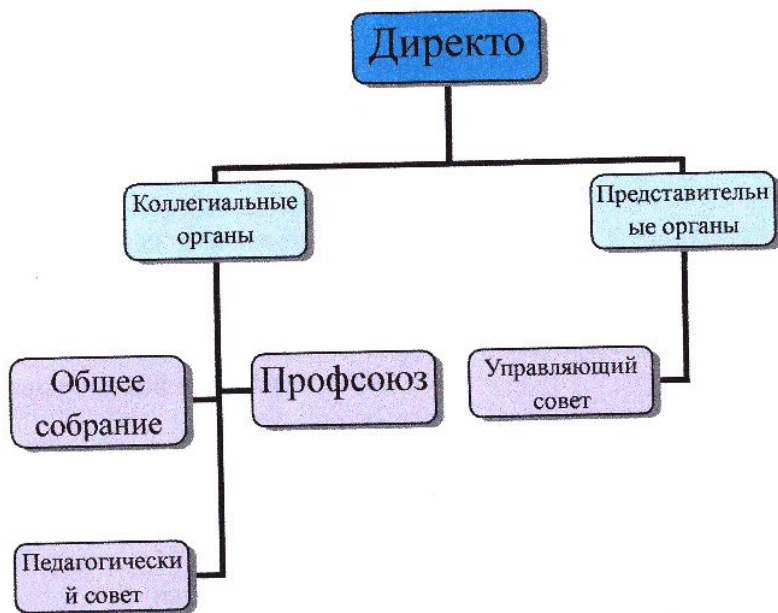 Директо
Коллегиальные
органы
Представительн
ые органы
Общее
собрание
Профсоюз
Управляющий
совет
Педагогически
й совет